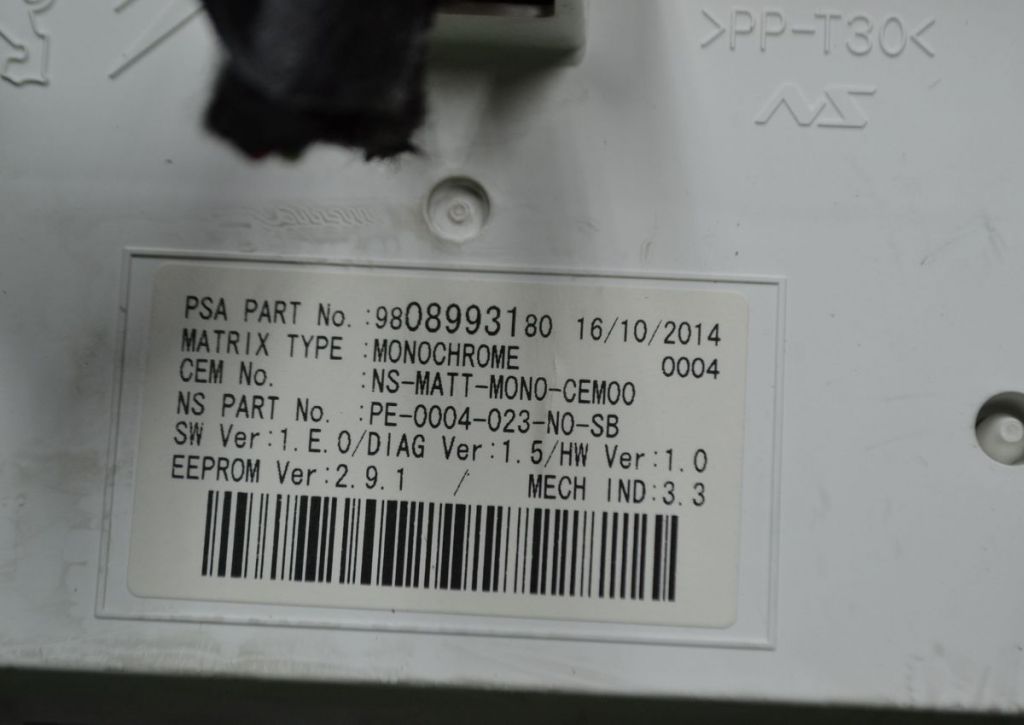 >PP-T30<
NS
PSA PART No. :9808993180 16/10/2014
MATRIX TYPE :MONOCHROME 0004
CEM No. :NS-MATT-MONO-CEM00
NS PART No. :PE-0004-023-NO-SB
SW Ver:1.E.0/DIAG Ver:1.5/HW Ver:1.0
EEPROM Ver:2.9.1 / MECH IND:3.3